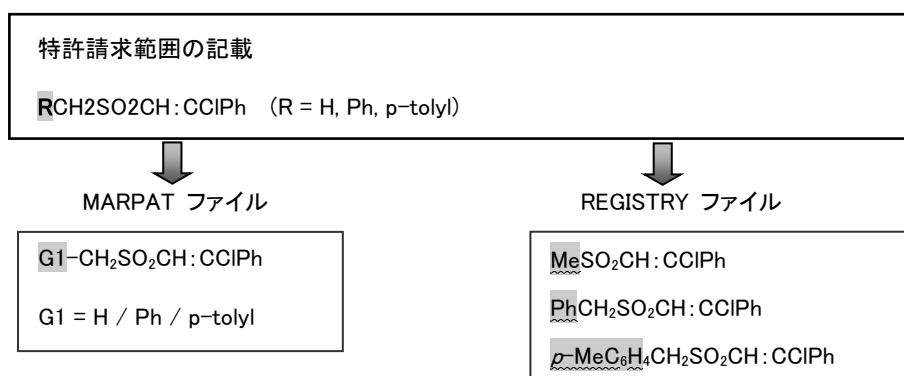 特許請求範囲の記載
RCH2SO2CH:CClPh (R = H, Ph, p-tolyl)
MARPAT ファイル
REGISTRY ファイル
G1-CH₂SO₂CH:CClPh
G1 = H / Ph / p-tolyl
MeSO₂CH:CClPh
PhCH₂SO₂CH:CClPh
p-MeC₆H₄CH₂SO₂CH:CClPh